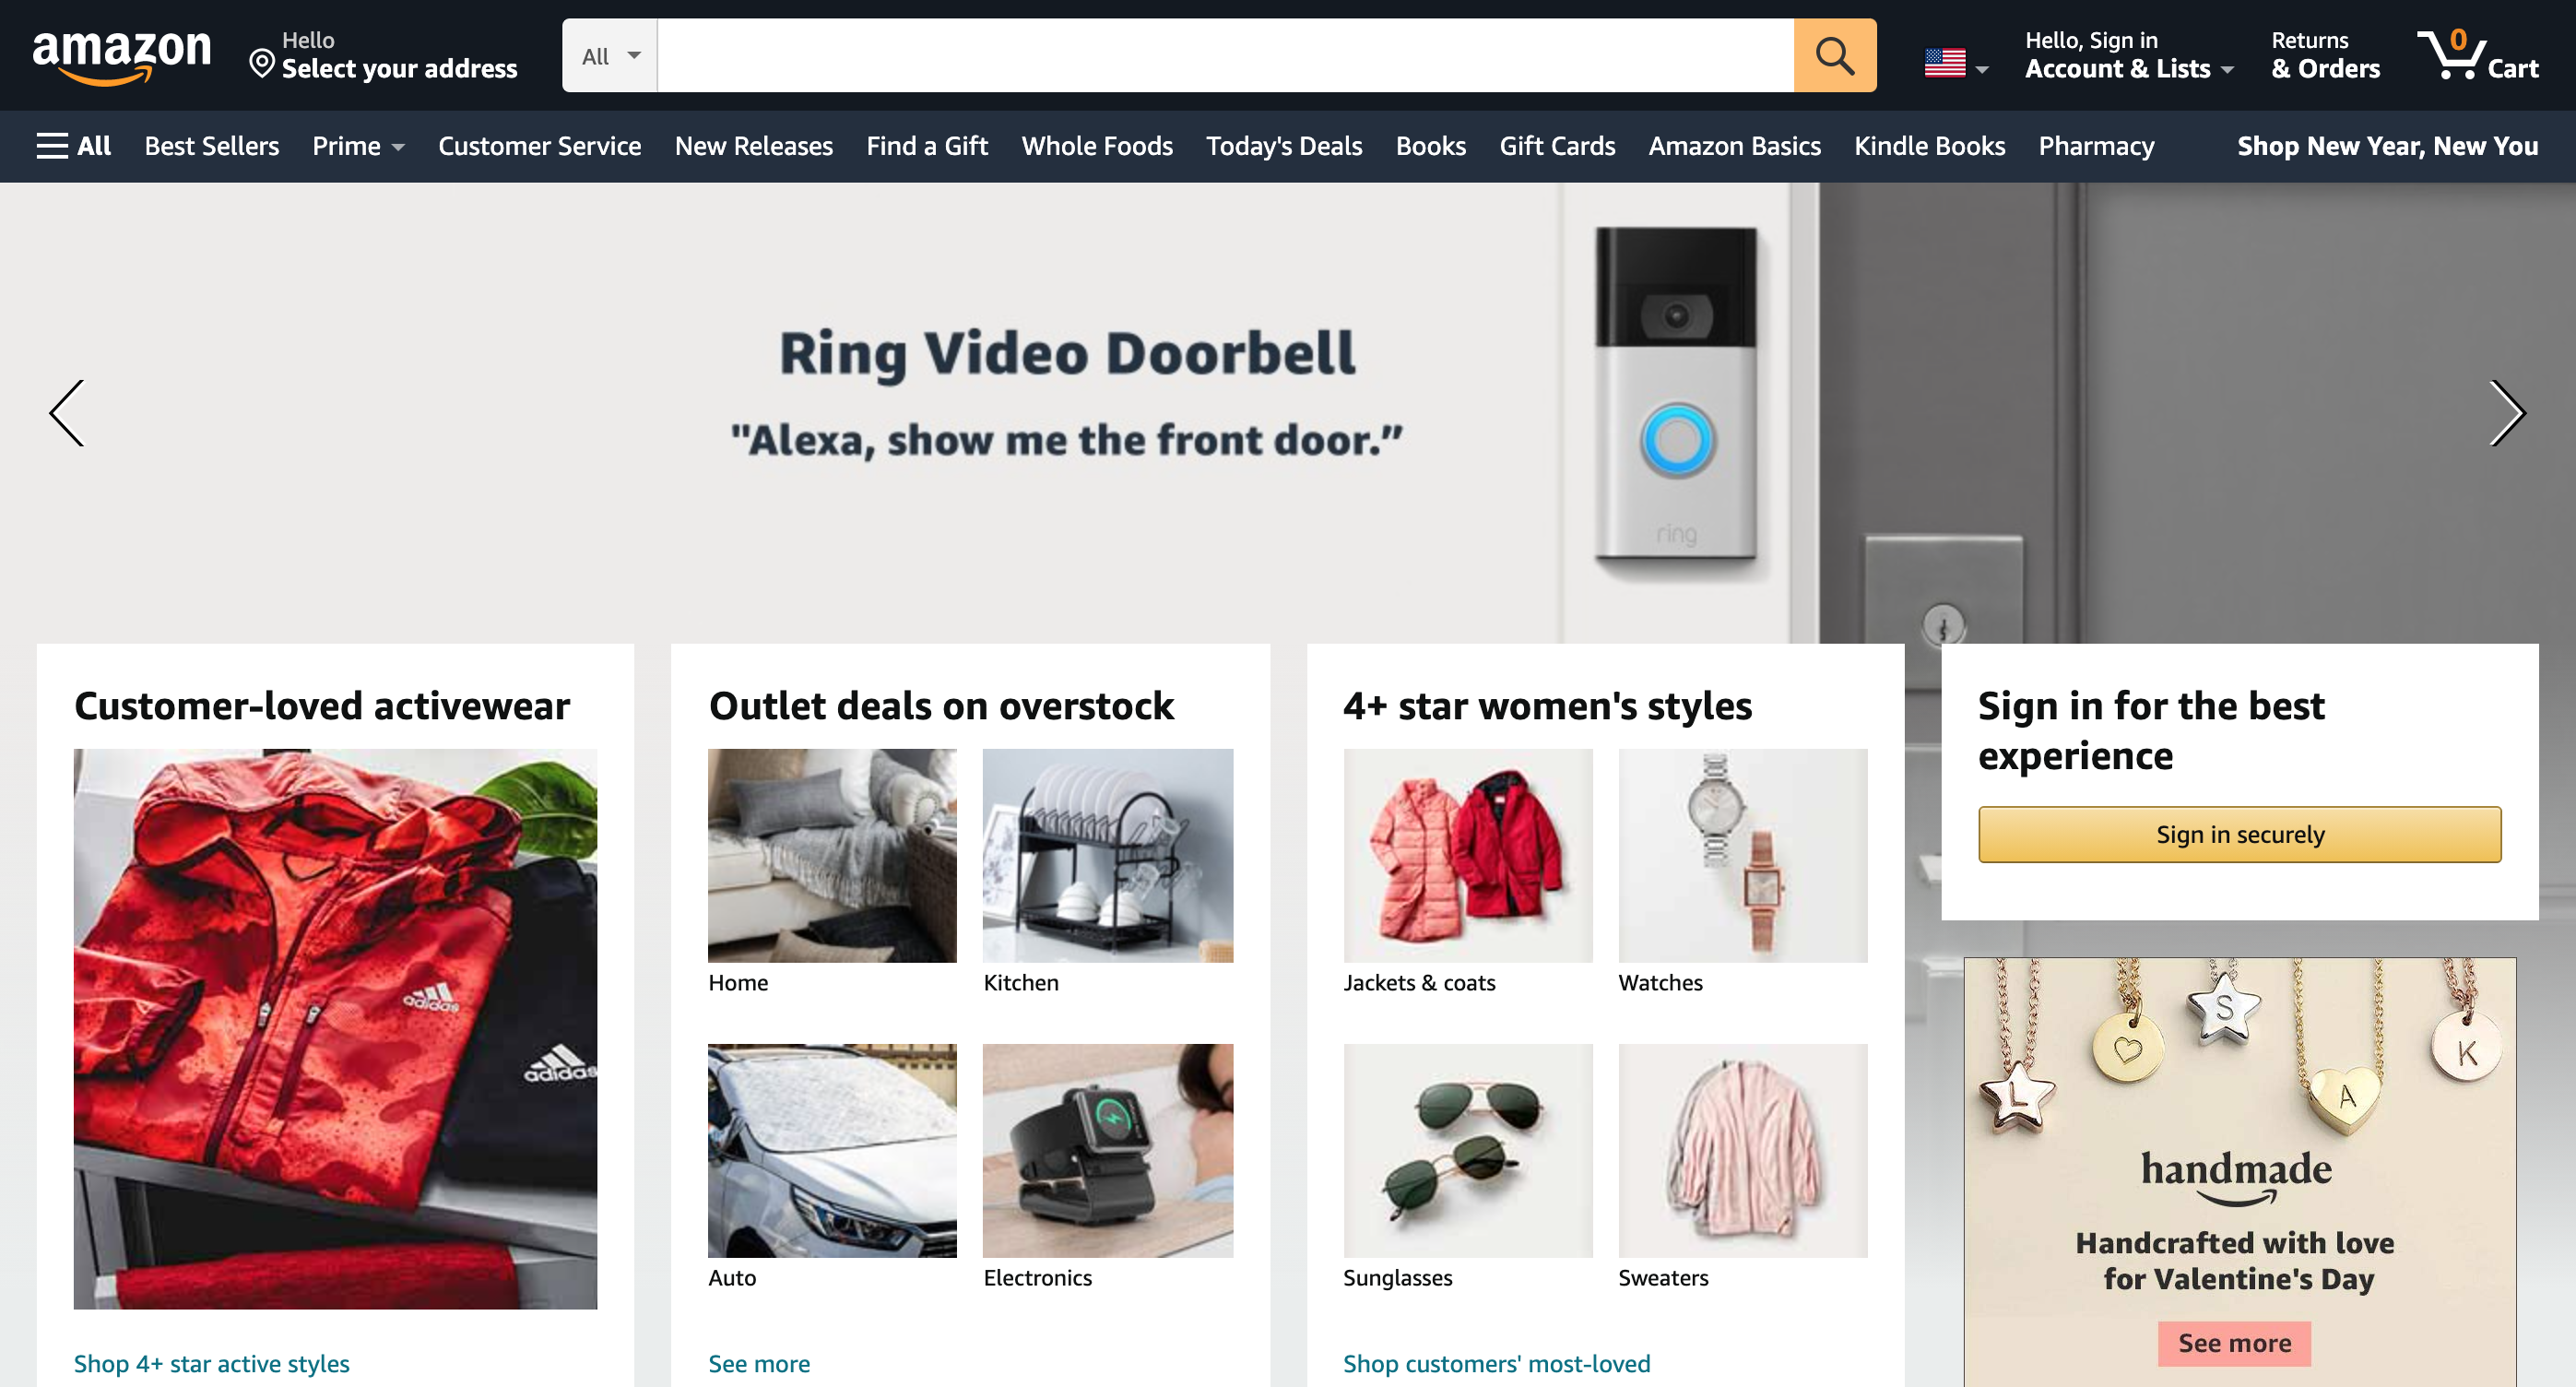 amazon
Hello
Select your address
All
Hello, Sign in
Account & Lists
Returns
& Orders
0
Cart
All
Best Sellers
Prime
Customer Service
New Releases
Find a Gift
Whole Foods
Today's Deals
Books
Gift Cards
Amazon Basics
Kindle Books
Pharmacy
Shop New Year, New You
Ring Video Doorbell
"Alexa, show me the front door.”
ring
Customer-loved activewear
adidas
adidas
Shop 4+ star active styles
Outlet deals on overstock
Home
Kitchen
Auto
Electronics
See more
4+ star women's styles
Jackets & coats
Watches
Sunglasses
Sweaters
Shop customers' most-loved
Sign in for the best
experience
Sign in securely
L
S
A
K
handmade
Handcrafted with love
for Valentine's Day
See more